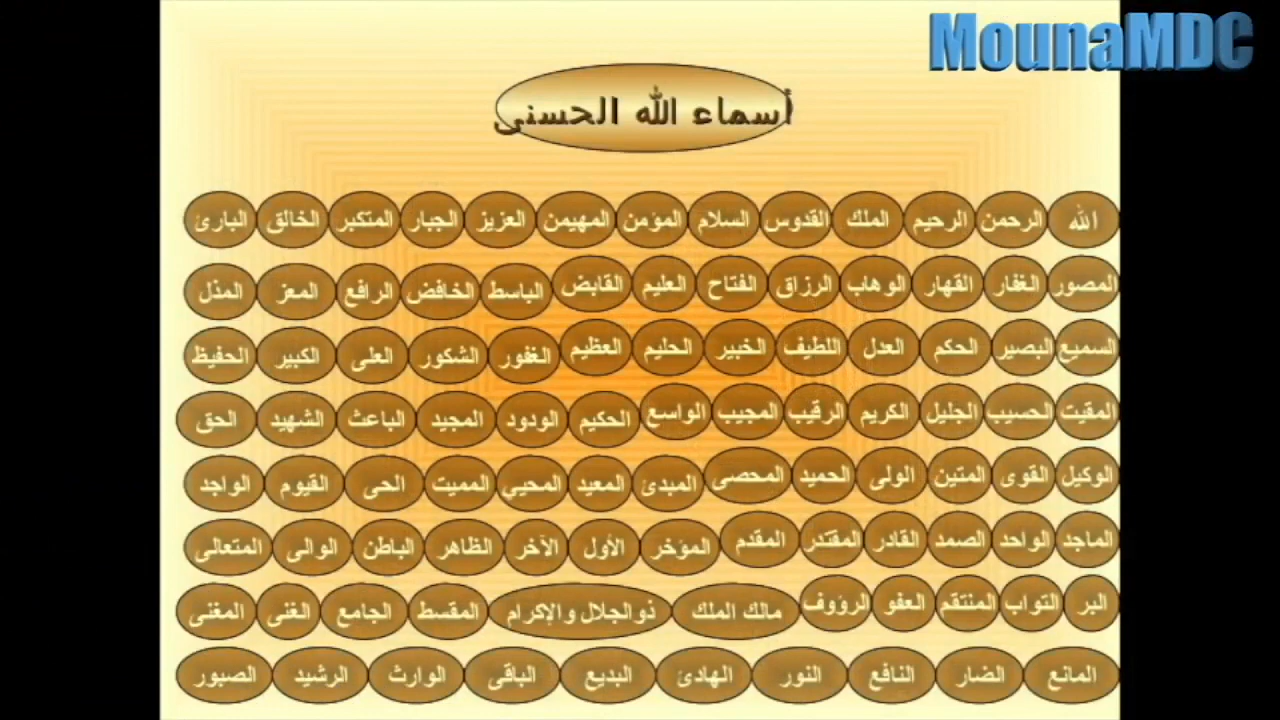 MounaMDC
أسماء الله الحسنى
الله الرحمن الرحيم الملك القدوس السلام المؤمن المهيمن العزيز الجبار المتكبر الخالق البارئ
المصور الغفار القهار الوهاب الرزاق الفتاح العليم القابض الباسط الخافض الرافع المعز المذل
السميع البصير الحكم العدل اللطيف الخبير الحليم العظيم الغفور الشكور العلى الكبير الحفيظ
المقيت الحسيب الجليل الكريم الرقيب المجيب الواسع الحكيم الودود المجيد الباعث الشهيد الحق
الوكيل القوى المتين الولى الحميد المحصى المبدئ المعيد المحيي المميت الحى القيوم الواجد
الماجد الواحد الصمد القادر المقتدر المقدم المؤخر الأول الآخر الظاهر الباطن الوالى المتعالى
البر التواب المنتقم العفو الرؤوف مالك الملك ذو الجلال والإكرام المقسط الجامع الغنى المغنى
المانع الضار النافع النور الهادئ البديع الباقى الوارث الرشيد الصبور